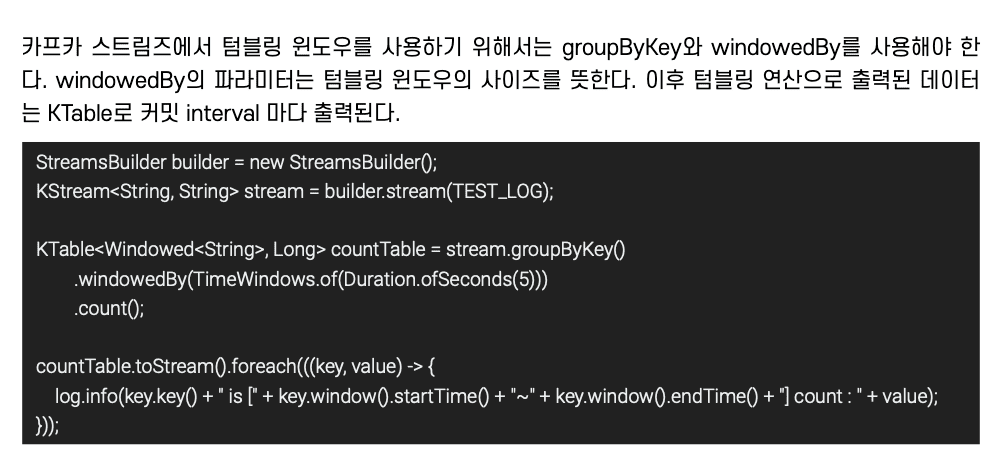 카프카 스트림즈에서 텀블링 윈도우를 사용하기 위해서는 groupByKey와 windowedBy를 사용해야 한
다. windowedBy의 파라미터는 텀블링 윈도우의 사이즈를 뜻한다. 이후 텀블링 연산으로 출력된 데이터
는 KTable로 커밋 interval 마다 출력된다.
StreamsBuilder builder = new StreamsBuilder();
KStream<String, String> stream = builder.stream(TEST_LOG);
KTable<Windowed<String>, Long> countTable = stream.groupByKey()
.windowedBy(TimeWindows.of(Duration.ofSeconds(5)))
.count();
countTable.toStream().foreach(((key, value) -> {
log.info(key.key() + " is [" + key.window().startTime() + "~" + key.window().endTime() + "] count : " + value);
}));